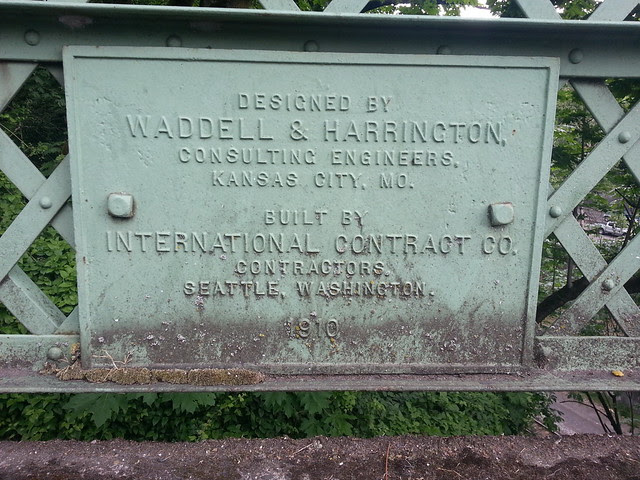 DESIGNED BY
WADDELL & HARRINGTON,
CONSULTING ENGINEERS.
KANSAS CITY, MO.
BUILT BY
INTERNATIONAL CONTRACT CO.
CONTRACTORS.
SEATTLE, WASHINGTON.
1910